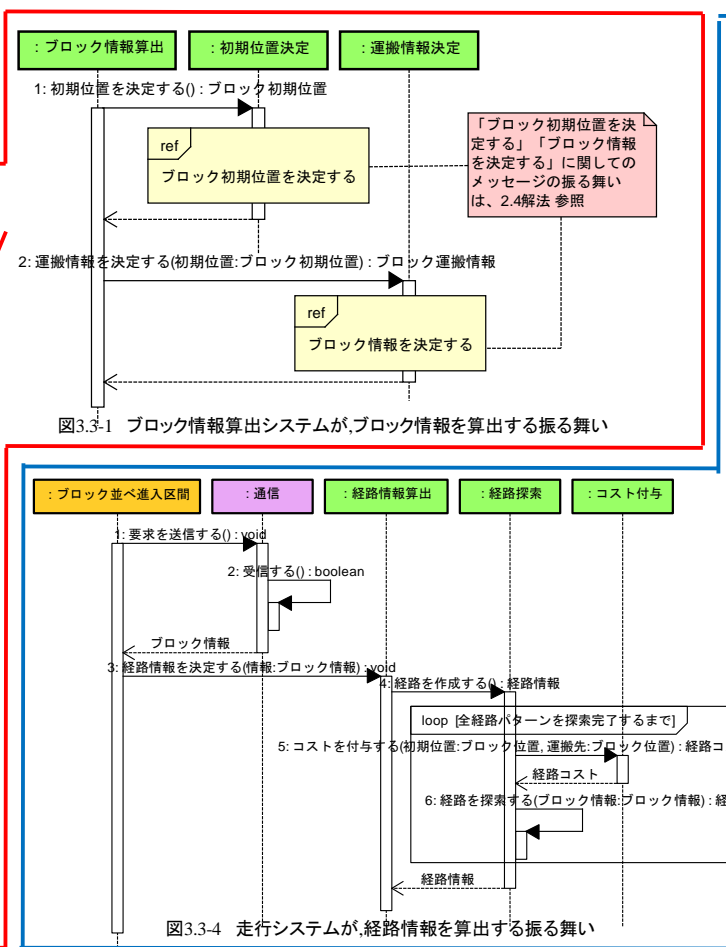 : ブロック情報算出
: 初期位置決定
: 運搬情報決定
1: 初期位置を決定する() : ブロック初期位置
ref
ブロック初期位置を決定する
「ブロック初期位置を決
定する」「ブロック情報
を決定する」に関しての
メッセージの振る舞い
は、2.4解法 参照
2: 運搬情報を決定する(初期位置:ブロック初期位置) : ブロック運搬情報
ref
ブロック情報を決定する
図3.3-1 ブロック情報算出システムが,ブロック情報を算出する振る舞い
: ブロック並べ進入区間
: 通信
: 経路情報算出
: 経路探索
: コスト付与
1: 要求を送信する() : void
2: 受信する() : boolean
ブロック情報
3: 経路情報を決定する(情報:ブロック情報) : void
4: 経路を作成する() : 経路情報
loop [全経路パターンを探索完了するまで]
5: コストを付与する(初期位置:ブロック位置, 運搬先:ブロック位置) : 経路コ
経路コスト
6: 経路を探索する(ブロック情報:ブロック情報) : 経
経路情報
図3.3-4 走行システムが,経路情報を算出する振る舞い